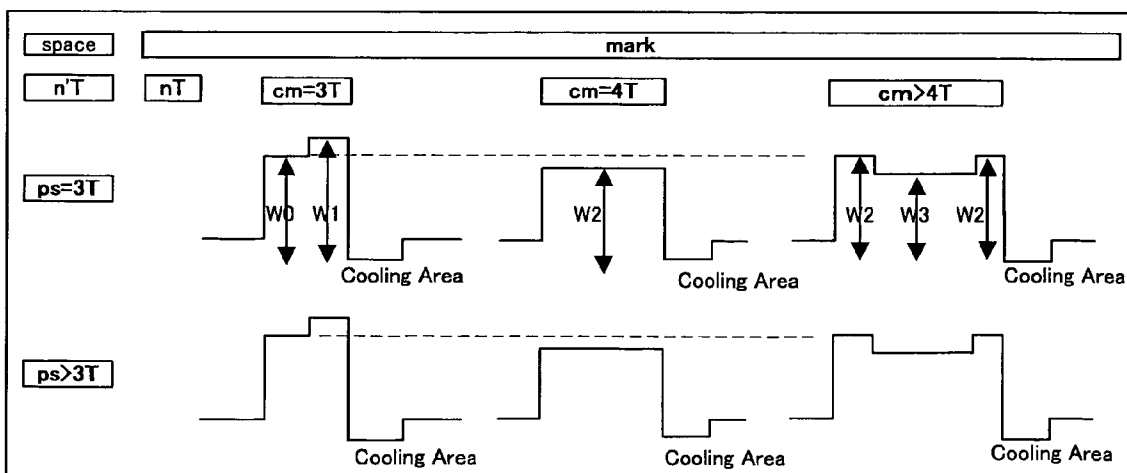 space mark
n'T nT cm=3T cm=4T cm>4T
ps=3T W0 W1 W2 W2 W3 W2
Cooling Area Cooling Area Cooling Area
ps>3T
Cooling Area Cooling Area Cooling Area